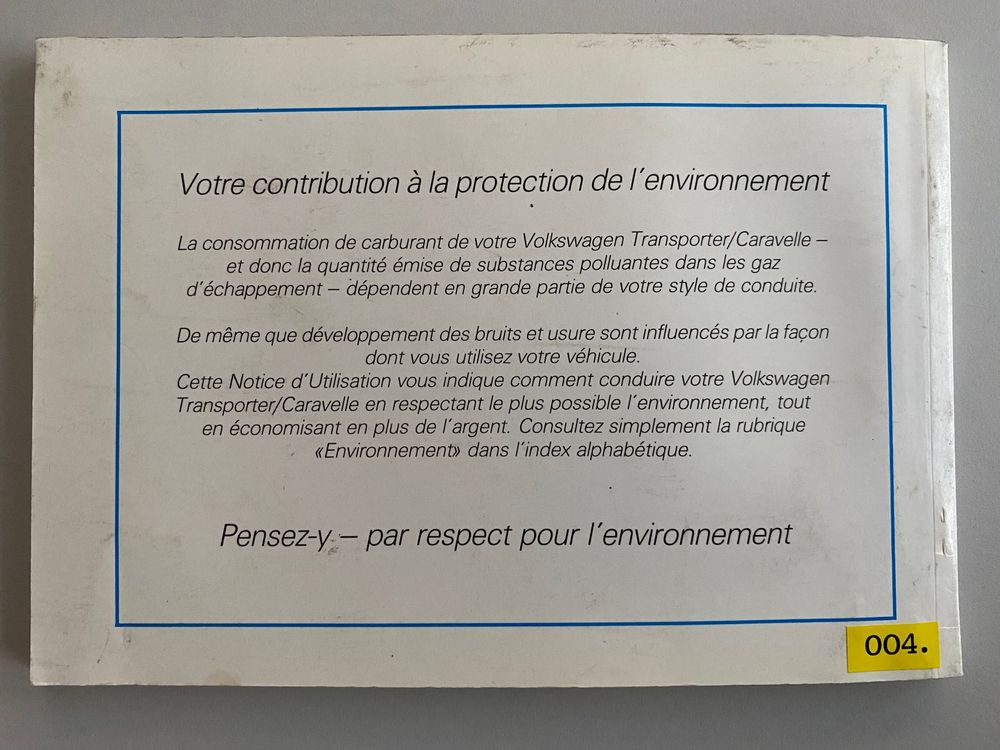 Votre contribution à la protection de l'environnement
La consommation de carburant de votre Volkswagen Transporter/Caravelle –
et donc la quantité émise de substances polluantes dans les gaz
d'échappement – dépendent en grande partie de votre style de conduite.
De même que développement des bruits et usure sont influencés par la façon
dont vous utilisez votre véhicule.
Cette Notice d'Utilisation vous indique comment conduire votre Volkswagen
Transporter/Caravelle en respectant le plus possible l'environnement, tout
en économisant en plus de l'argent. Consultez simplement la rubrique
«Environnement» dans l'index alphabétique.
Pensez-y – par respect pour l'environnement
004.